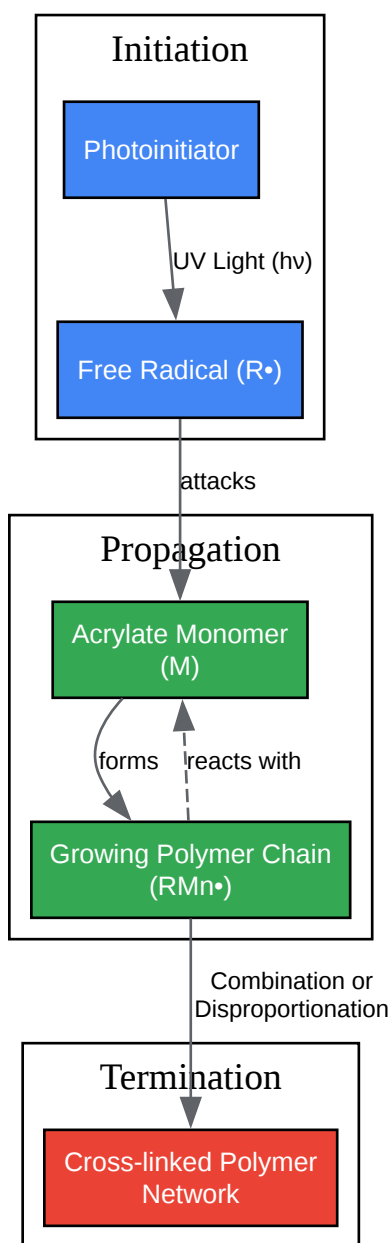 Initiation
Photoinitiator
UV Light (hν)
Free Radical (R•)
attacks
Propagation
Acrylate Monomer
(M)
forms
reacts with
Growing Polymer Chain
(RMn•)
Combination or
Disproportionation
Termination
Cross-linked Polymer
Network